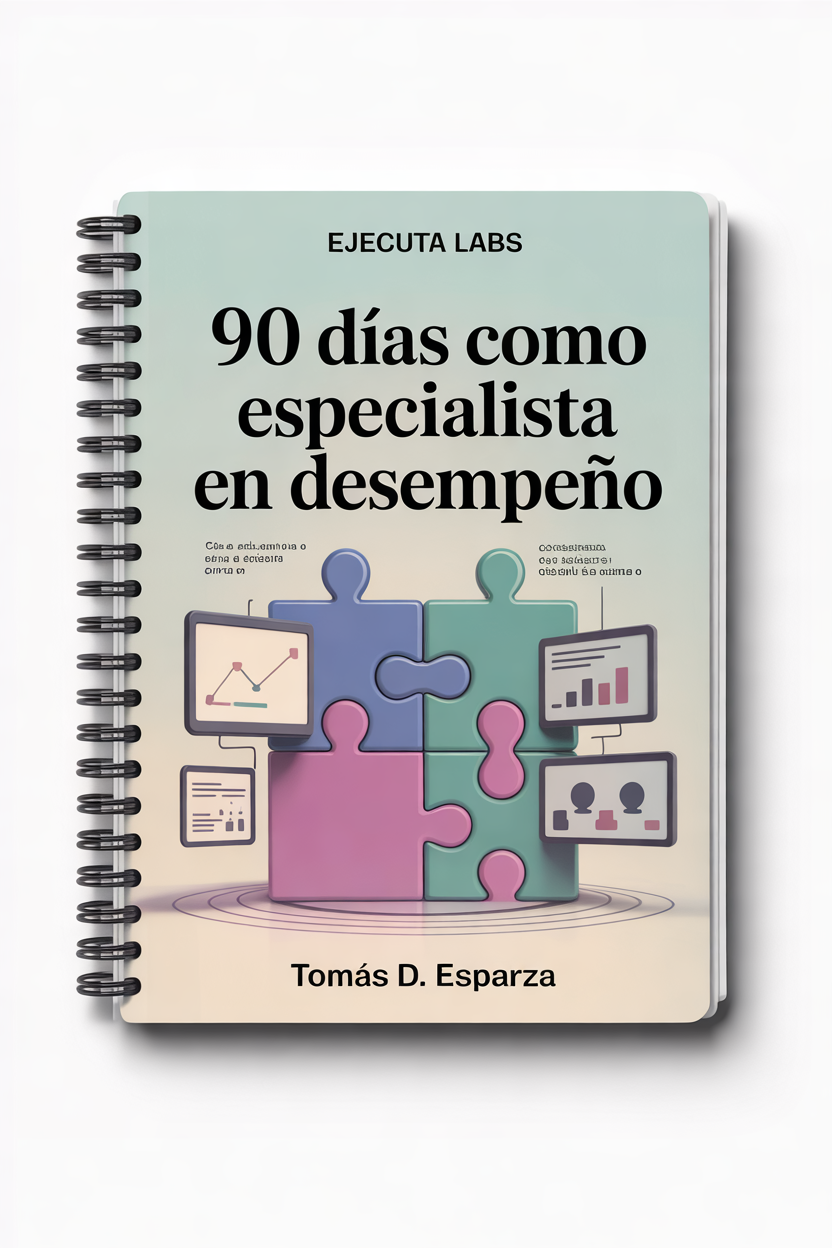 EJECUTA LABS
90 días como
especialista
en desempeño
Tomás D. Esparza